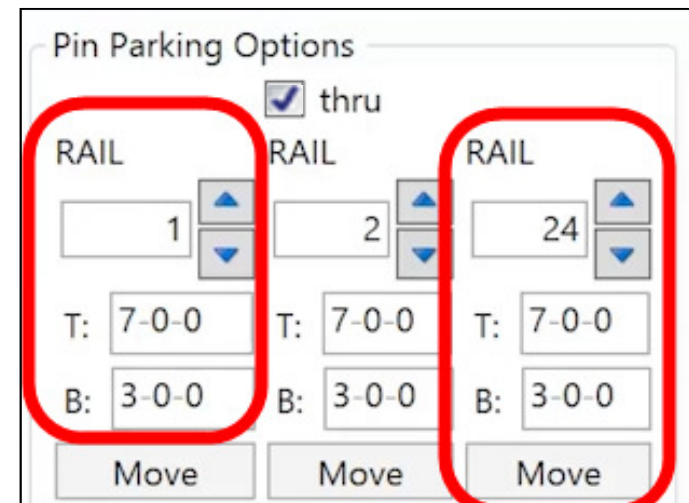 Pin Parking Options
thru
RAIL RAIL RAIL
1 2 24
T: 7-0-0 T: 7-0-0 T: 7-0-0
B: 3-0-0 B: 3-0-0 B: 3-0-0
Move Move Move